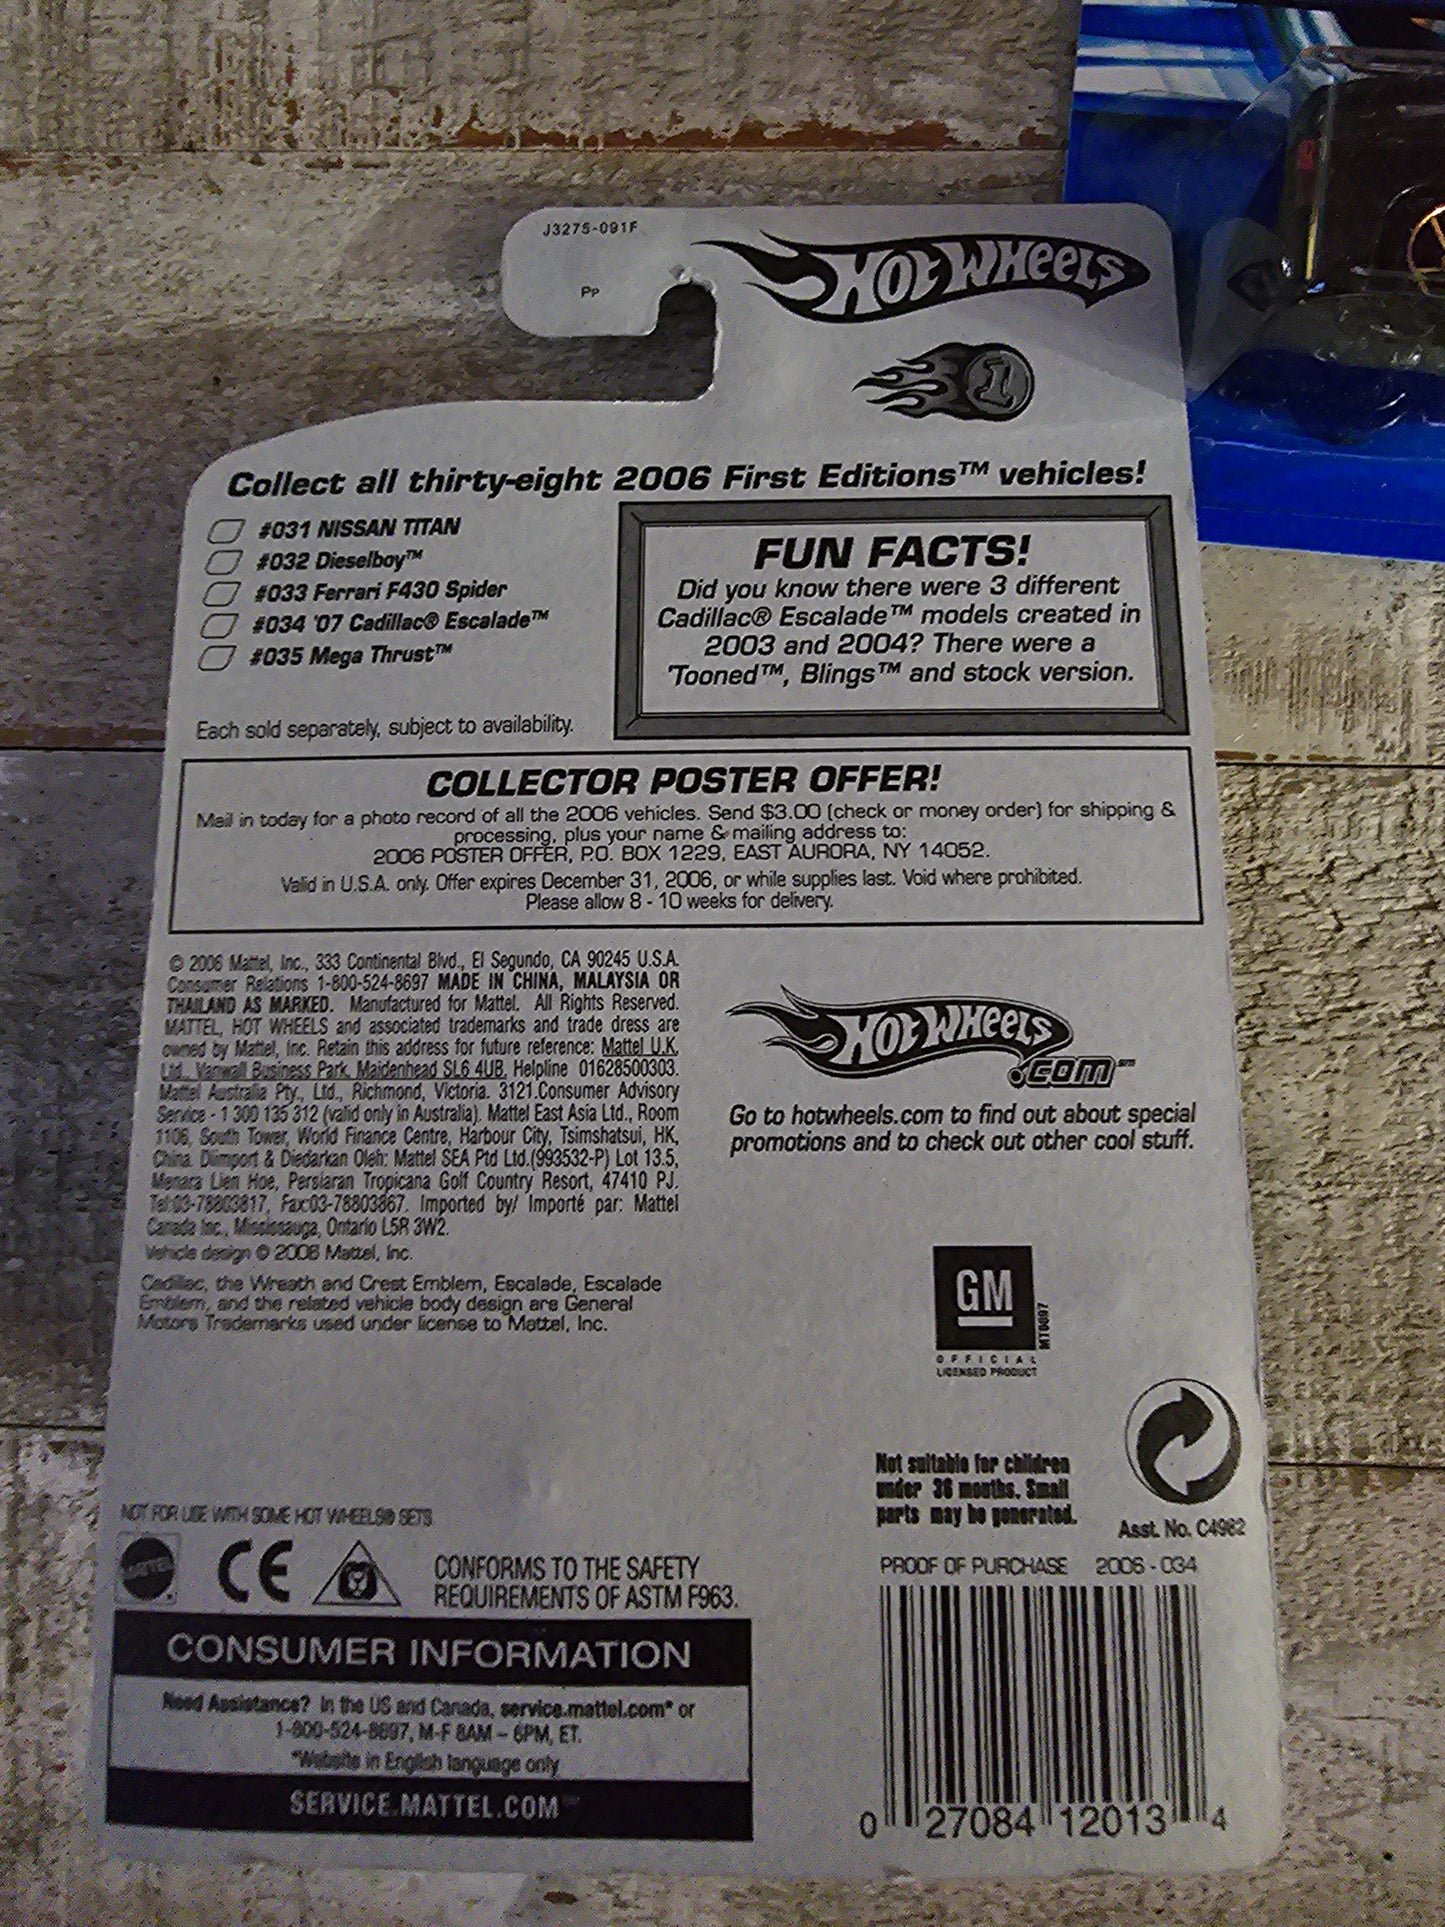 J3275-091F
PP
HOT WHEELS
1
Collect all thirty-eight 2006 First Editions™ vehicles!
#031 NISSAN TITAN
#032 Dieselboy™
#033 Ferrari F430 Spider
#034 '07 Cadillac® Escalade™
#035 Mega Thrust™
Each sold separately, subject to availability.
FUN FACTS!
Did you know there were 3 different
Cadillac® Escalade™ models created in
2003 and 2004? There were a
'Tooned™, Blings™ and stock version.
COLLECTOR POSTER OFFER!
Mail in today for a photo record of all the 2006 vehicles. Send $3.00 (check or money order) for shipping &
processing, plus your name & mailing address to:
2006 POSTER OFFER, P.O. BOX 1229, EAST AURORA, NY 14052.
Valid in U.S.A. only. Offer expires December 31, 2006, or while supplies last. Void where prohibited.
Please allow 8 - 10 weeks for delivery.
© 2006 Mattel, Inc., 333 Continental Blvd., El Segundo, CA 90245 U.S.A.
Consumer Relations 1-800-524-8697 MADE IN CHINA, MALAYSIA OR
THAILAND AS MARKED. Manufactured for Mattel. All Rights Reserved.
MATTEL, HOT WHEELS and associated trademarks and trade dress are
owned by Mattel, Inc. Retain this address for future reference: Mattel U.K.
Ltd., Vanwall Business Park, Maidenhead SL6 4UB. Helpline 01628500303.
Mattel Australia Pty., Ltd., Richmond, Victoria. 3121.Consumer Advisory
Service - 1 300 135 312 (valid only in Australia). Mattel East Asia Ltd., Room
1106, South Tower, World Finance Centre, Harbour City, Tsimshatsui, HK,
China. Diimport & Diedarkan Oleh: Mattel SEA Ptd Ltd.(993532-P) Lot 13.5,
Menara Lien Hoe, Persiaran Tropicana Golf Country Resort, 47410 PJ.
Tel:03-78803817, Fax:03-78803867. Imported by/ Importé par: Mattel
Canada Inc., Mississauga, Ontario L5R 3W2.
Vehicle design © 2006 Mattel, Inc.
Cadillac, the Wreath and Crest Emblem, Escalade, Escalade
Emblem, and the related vehicle body design are General
Motors Trademarks used under license to Mattel, Inc.
HOT WHEELS
.COM
Go to hotwheels.com to find out about special
promotions and to check out other cool stuff.
GM
MT0007
OFFICIAL
LICENSED PRODUCT
Not suitable for children
under 36 months. Small
parts may be generated.
Asst. No. C4982
NOT FOR USE WITH SOME HOT WHEELS® SETS
MATTEL
CE
CONFORMS TO THE SAFETY
REQUIREMENTS OF ASTM F963.
CONSUMER INFORMATION
Need Assistance? In the US and Canada, service.mattel.com* or
1-800-524-8697, M-F 8AM – 6PM, ET.
*Website in English language only
SERVICE.MATTEL.COM
PROOF OF PURCHASE 2006 - 034
0 27084 12013 4